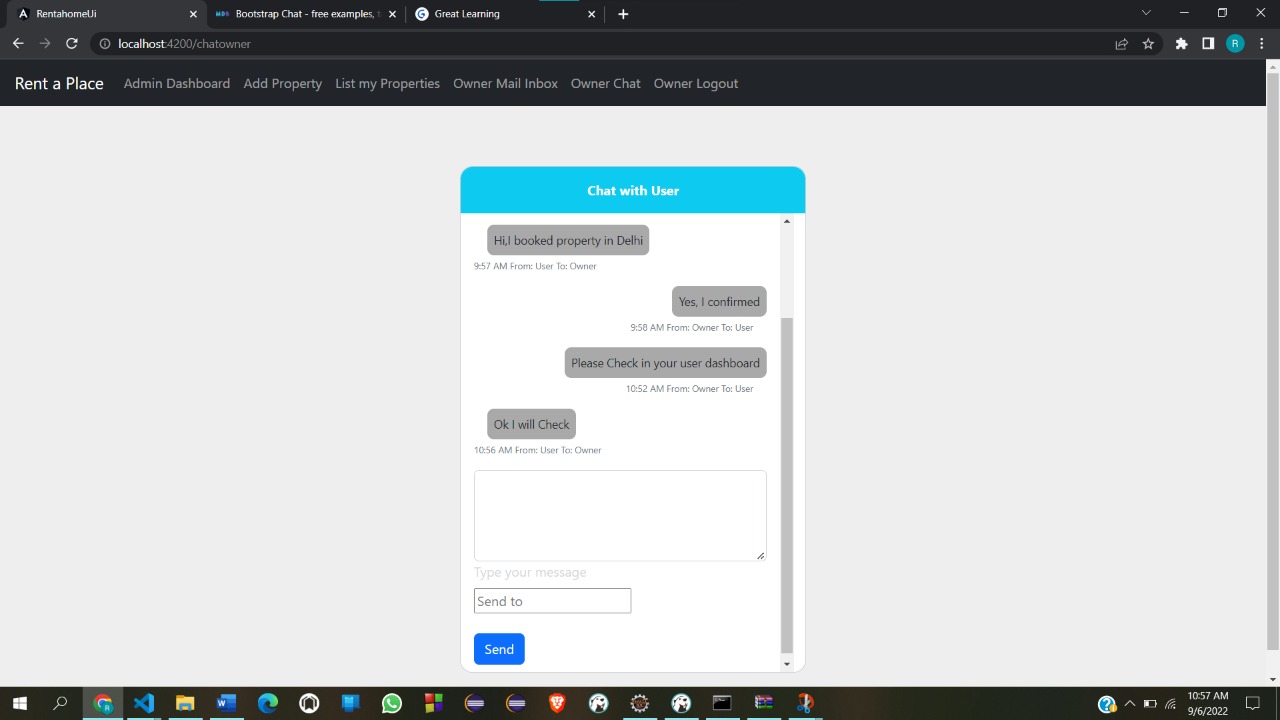 RentahomeUi
Bootstrap Chat - free examples, t
Great Learning
localhost:4200/chatowner
R
Rent a Place
Admin Dashboard
Add Property
List my Properties
Owner Mail Inbox
Owner Chat
Owner Logout
Chat with User
Hi,I booked property in Delhi
9:57 AM From: User To: Owner
Yes, I confirmed
9:58 AM From: Owner To: User
Please Check in your user dashboard
10:52 AM From: Owner To: User
Ok I will Check
10:56 AM From: User To: Owner
Type your message
Send to
Send
10:57 AM
9/6/2022